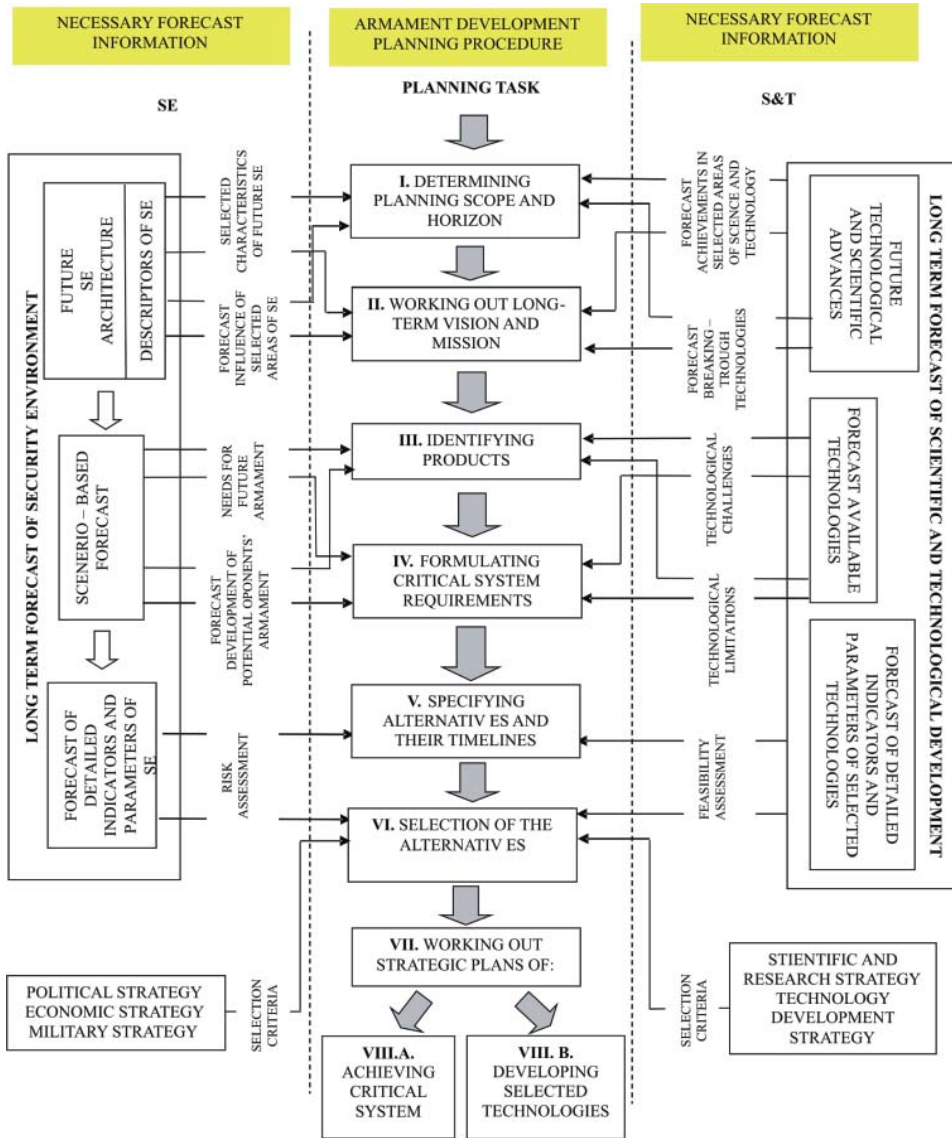 NECESSARY FORECAST
INFORMATION
ARMAMENT DEVELOPMENT
PLANNING PROCEDURE
NECESSARY FORECAST
INFORMATION
SE
PLANNING TASK
S&T
LONG TERM FORECAST OF SECURITY ENVIRONMENT
FUTURE
SE
ARCHITECTURE
DESCRIPTORS OF SE
SCENERIO – BASED
FORECAST
FORECAST OF
DETAILED
INDICATORS AND
PARAMETERS OF
SE
SELECTED
CHARACTERISTICS
OF FUTURE SE
FORECAST
INFLUENCE OF
SELECTED
AREAS OF SE
NEEDS FOR
FUTURE
ARMAMENT
FORECAST
DEVELOPMENT OF
POTENTIAL OPONENTS'
ARMAMENT
RISK
ASSESSMENT
SELECTION
CRITERIA
POLITICAL STRATEGY
ECONOMIC STRATEGY
MILITARY STRATEGY
I. DETERMINING
PLANNING SCOPE AND
HORIZON
II. WORKING OUT LONG-
TERM VISION AND
MISSION
III. IDENTIFYING
PRODUCTS
IV. FORMULATING
CRITICAL SYSTEM
REQUIREMENTS
V. SPECIFYING
ALTERNATIV ES AND
THEIR TIMELINES
VI. SELECTION OF THE
ALTERNATIV ES
VII. WORKING OUT
STRATEGIC PLANS OF:
VIII.A.
ACHIEVING
CRITICAL
SYSTEM
VIII. B.
DEVELOPING
SELECTED
TECHNOLOGIES
FORECAST
ACHIEVEMENTS IN
SELECTED AREAS
OF SCIENCE AND
TECHNOLOGY
FORECAST
BREAKING –
TROUGH
TECHNOLOGIES
TECHNOLOGICAL
CHALLENGES
TECHNOLOGICAL
LIMITATIONS
FEASIBILITY
ASSESSMENT
SELECTION
CRITERIA
FUTURE
TECHNOLOGICAL
AND SCIENTIFIC
ADVANCES
FORECAST AVAILABLE
TECHNOLOGIES
FORECAST OF DETAILED
INDICATORS AND
PARAMETERS OF SELECTED
TECHNOLOGIES
LONG TERM FORECAST OF SCIENTIFIC AND TECHNOLOGICAL DEVELOPMENT
SCIENTIFIC AND
RESEARCH STRATEGY
TECHNOLOGY
DEVELOPMENT
STRATEGY